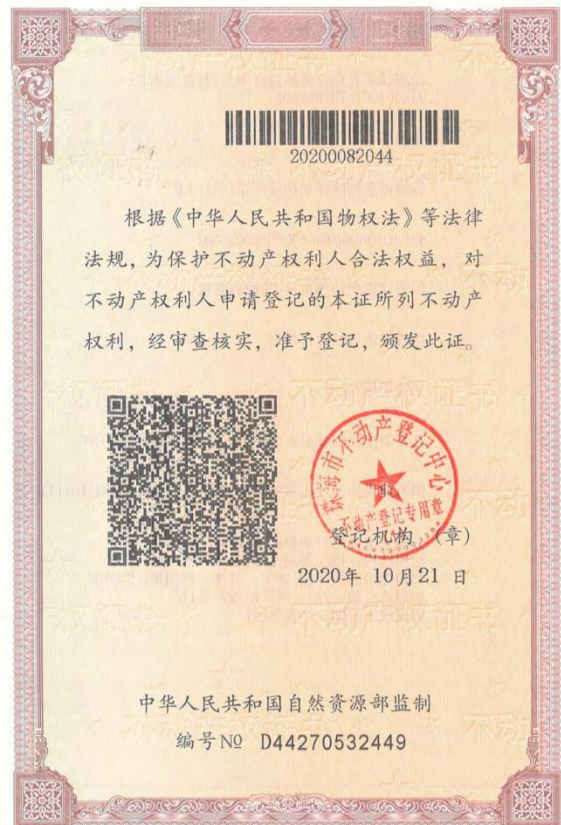 20200082044
根据《中华人民共和国物权法》等法律
法规,为保护不动产权利人合法权益,对
不动产权利人申请登记的本证所列不动产
权利,经审查核实,准予登记,颁发此证。
珠海市不动产登记中心
不动产登记专用章
登记机构 (章)
2020年 10月21 日
中华人民共和国自然资源部监制
编号№ D44270532449